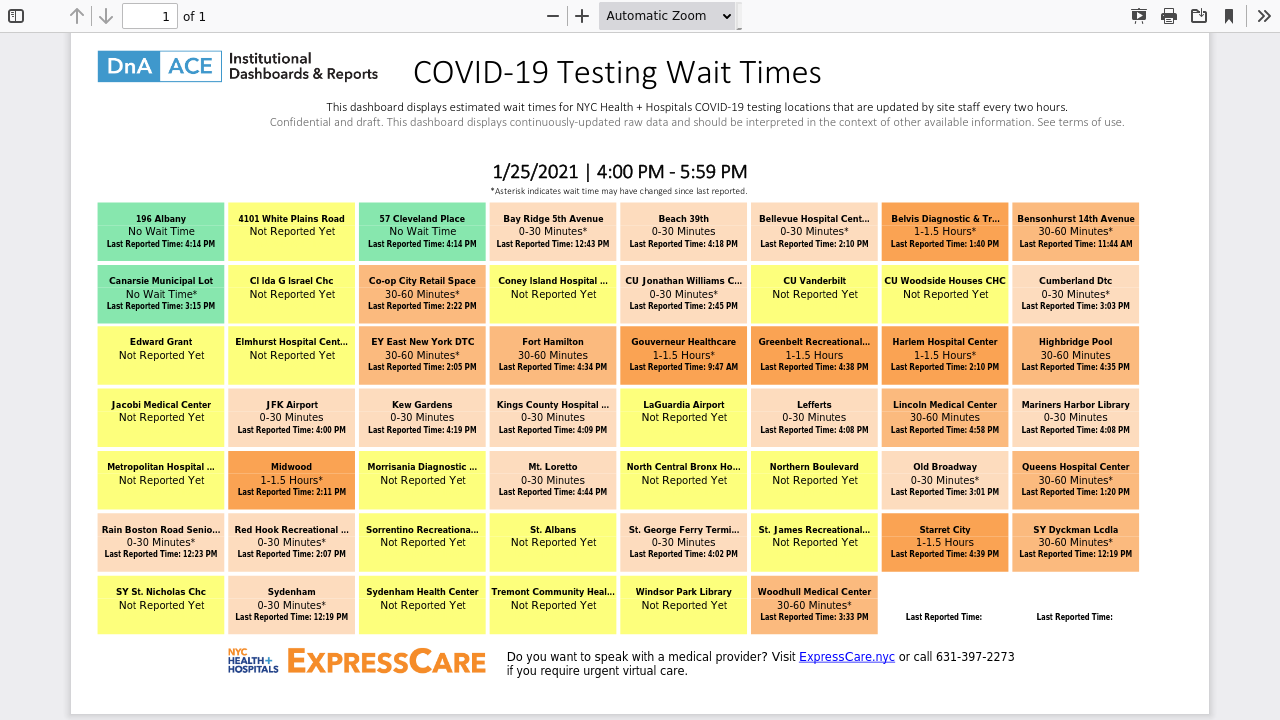 1
of 1
Automatic Zoom
DnA ACE Institutional
Dashboards & Reports
COVID-19 Testing Wait Times
This dashboard displays estimated wait times for NYC Health + Hospitals COVID-19 testing locations that are updated by site staff every two hours.
Confidential and draft. This dashboard displays continuously-updated raw data and should be interpreted in the context of other available information. See terms of use.
1/25/2021 | 4:00 PM - 5:59 PM
*Asterisk indicates wait time may have changed since last reported.
196 Albany
No Wait Time
Last Reported Time: 4:14 PM
4101 White Plains Road
Not Reported Yet
57 Cleveland Place
No Wait Time
Last Reported Time: 4:14 PM
Bay Ridge 5th Avenue
0-30 Minutes*
Last Reported Time: 12:43 PM
Beach 39th
0-30 Minutes
Last Reported Time: 4:18 PM
Bellevue Hospital Cent...
0-30 Minutes*
Last Reported Time: 2:10 PM
Belvis Diagnostic & Tr...
1-1.5 Hours*
Last Reported Time: 1:40 PM
Bensonhurst 14th Avenue
30-60 Minutes*
Last Reported Time: 11:44 AM
Canarsie Municipal Lot
No Wait Time*
Last Reported Time: 3:15 PM
CI Ida G Israel Chc
Not Reported Yet
Co-op City Retail Space
30-60 Minutes*
Last Reported Time: 2:22 PM
Coney Island Hospital ...
Not Reported Yet
CU Jonathan Williams C...
0-30 Minutes*
Last Reported Time: 2:45 PM
CU Vanderbilt
Not Reported Yet
CU Woodside Houses CHC
Not Reported Yet
Cumberland Dtc
0-30 Minutes*
Last Reported Time: 3:03 PM
Edward Grant
Not Reported Yet
Elmhurst Hospital Cent...
Not Reported Yet
EY East New York DTC
30-60 Minutes*
Last Reported Time: 2:05 PM
Fort Hamilton
30-60 Minutes
Last Reported Time: 4:34 PM
Gouverneur Healthcare
1-1.5 Hours*
Last Reported Time: 9:47 AM
Greenbelt Recreational...
1-1.5 Hours
Last Reported Time: 4:38 PM
Harlem Hospital Center
1-1.5 Hours*
Last Reported Time: 2:10 PM
Highbridge Pool
30-60 Minutes
Last Reported Time: 4:35 PM
Jacobi Medical Center
Not Reported Yet
JFK Airport
0-30 Minutes
Last Reported Time: 4:00 PM
Kew Gardens
0-30 Minutes
Last Reported Time: 4:19 PM
Kings County Hospital ...
0-30 Minutes
Last Reported Time: 4:09 PM
LaGuardia Airport
Not Reported Yet
Lefferts
0-30 Minutes
Last Reported Time: 4:08 PM
Lincoln Medical Center
30-60 Minutes
Last Reported Time: 4:58 PM
Mariners Harbor Library
0-30 Minutes
Last Reported Time: 4:08 PM
Metropolitan Hospital ...
Not Reported Yet
Midwood
1-1.5 Hours*
Last Reported Time: 2:11 PM
Morrisania Diagnostic ...
Not Reported Yet
Mt. Loretto
0-30 Minutes
Last Reported Time: 4:44 PM
North Central Bronx Ho...
Not Reported Yet
Northern Boulevard
Not Reported Yet
Old Broadway
0-30 Minutes*
Last Reported Time: 3:01 PM
Queens Hospital Center
30-60 Minutes*
Last Reported Time: 1:20 PM
Rain Boston Road Senio...
0-30 Minutes*
Last Reported Time: 12:23 PM
Red Hook Recreational ...
0-30 Minutes*
Last Reported Time: 2:07 PM
Sorrentino Recreationa...
Not Reported Yet
St. Albans
Not Reported Yet
St. George Ferry Termi...
0-30 Minutes
Last Reported Time: 4:02 PM
St. James Recreational...
Not Reported Yet
Starret City
1-1.5 Hours
Last Reported Time: 4:39 PM
SY Dyckman Lcdla
30-60 Minutes*
Last Reported Time: 12:19 PM
SY St. Nicholas Chc
Not Reported Yet
Sydenham
0-30 Minutes*
Last Reported Time: 12:19 PM
Sydenham Health Center
Not Reported Yet
Tremont Community Heal...
Not Reported Yet
Windsor Park Library
Not Reported Yet
Woodhull Medical Center
30-60 Minutes*
Last Reported Time: 3:33 PM
Last Reported Time:
Last Reported Time:
NYC
HEALTH+
HOSPITALS
EXPRESSCARE
Do you want to speak with a medical provider? Visit ExpressCare.nyc or call 631-397-2273
if you require urgent virtual care.